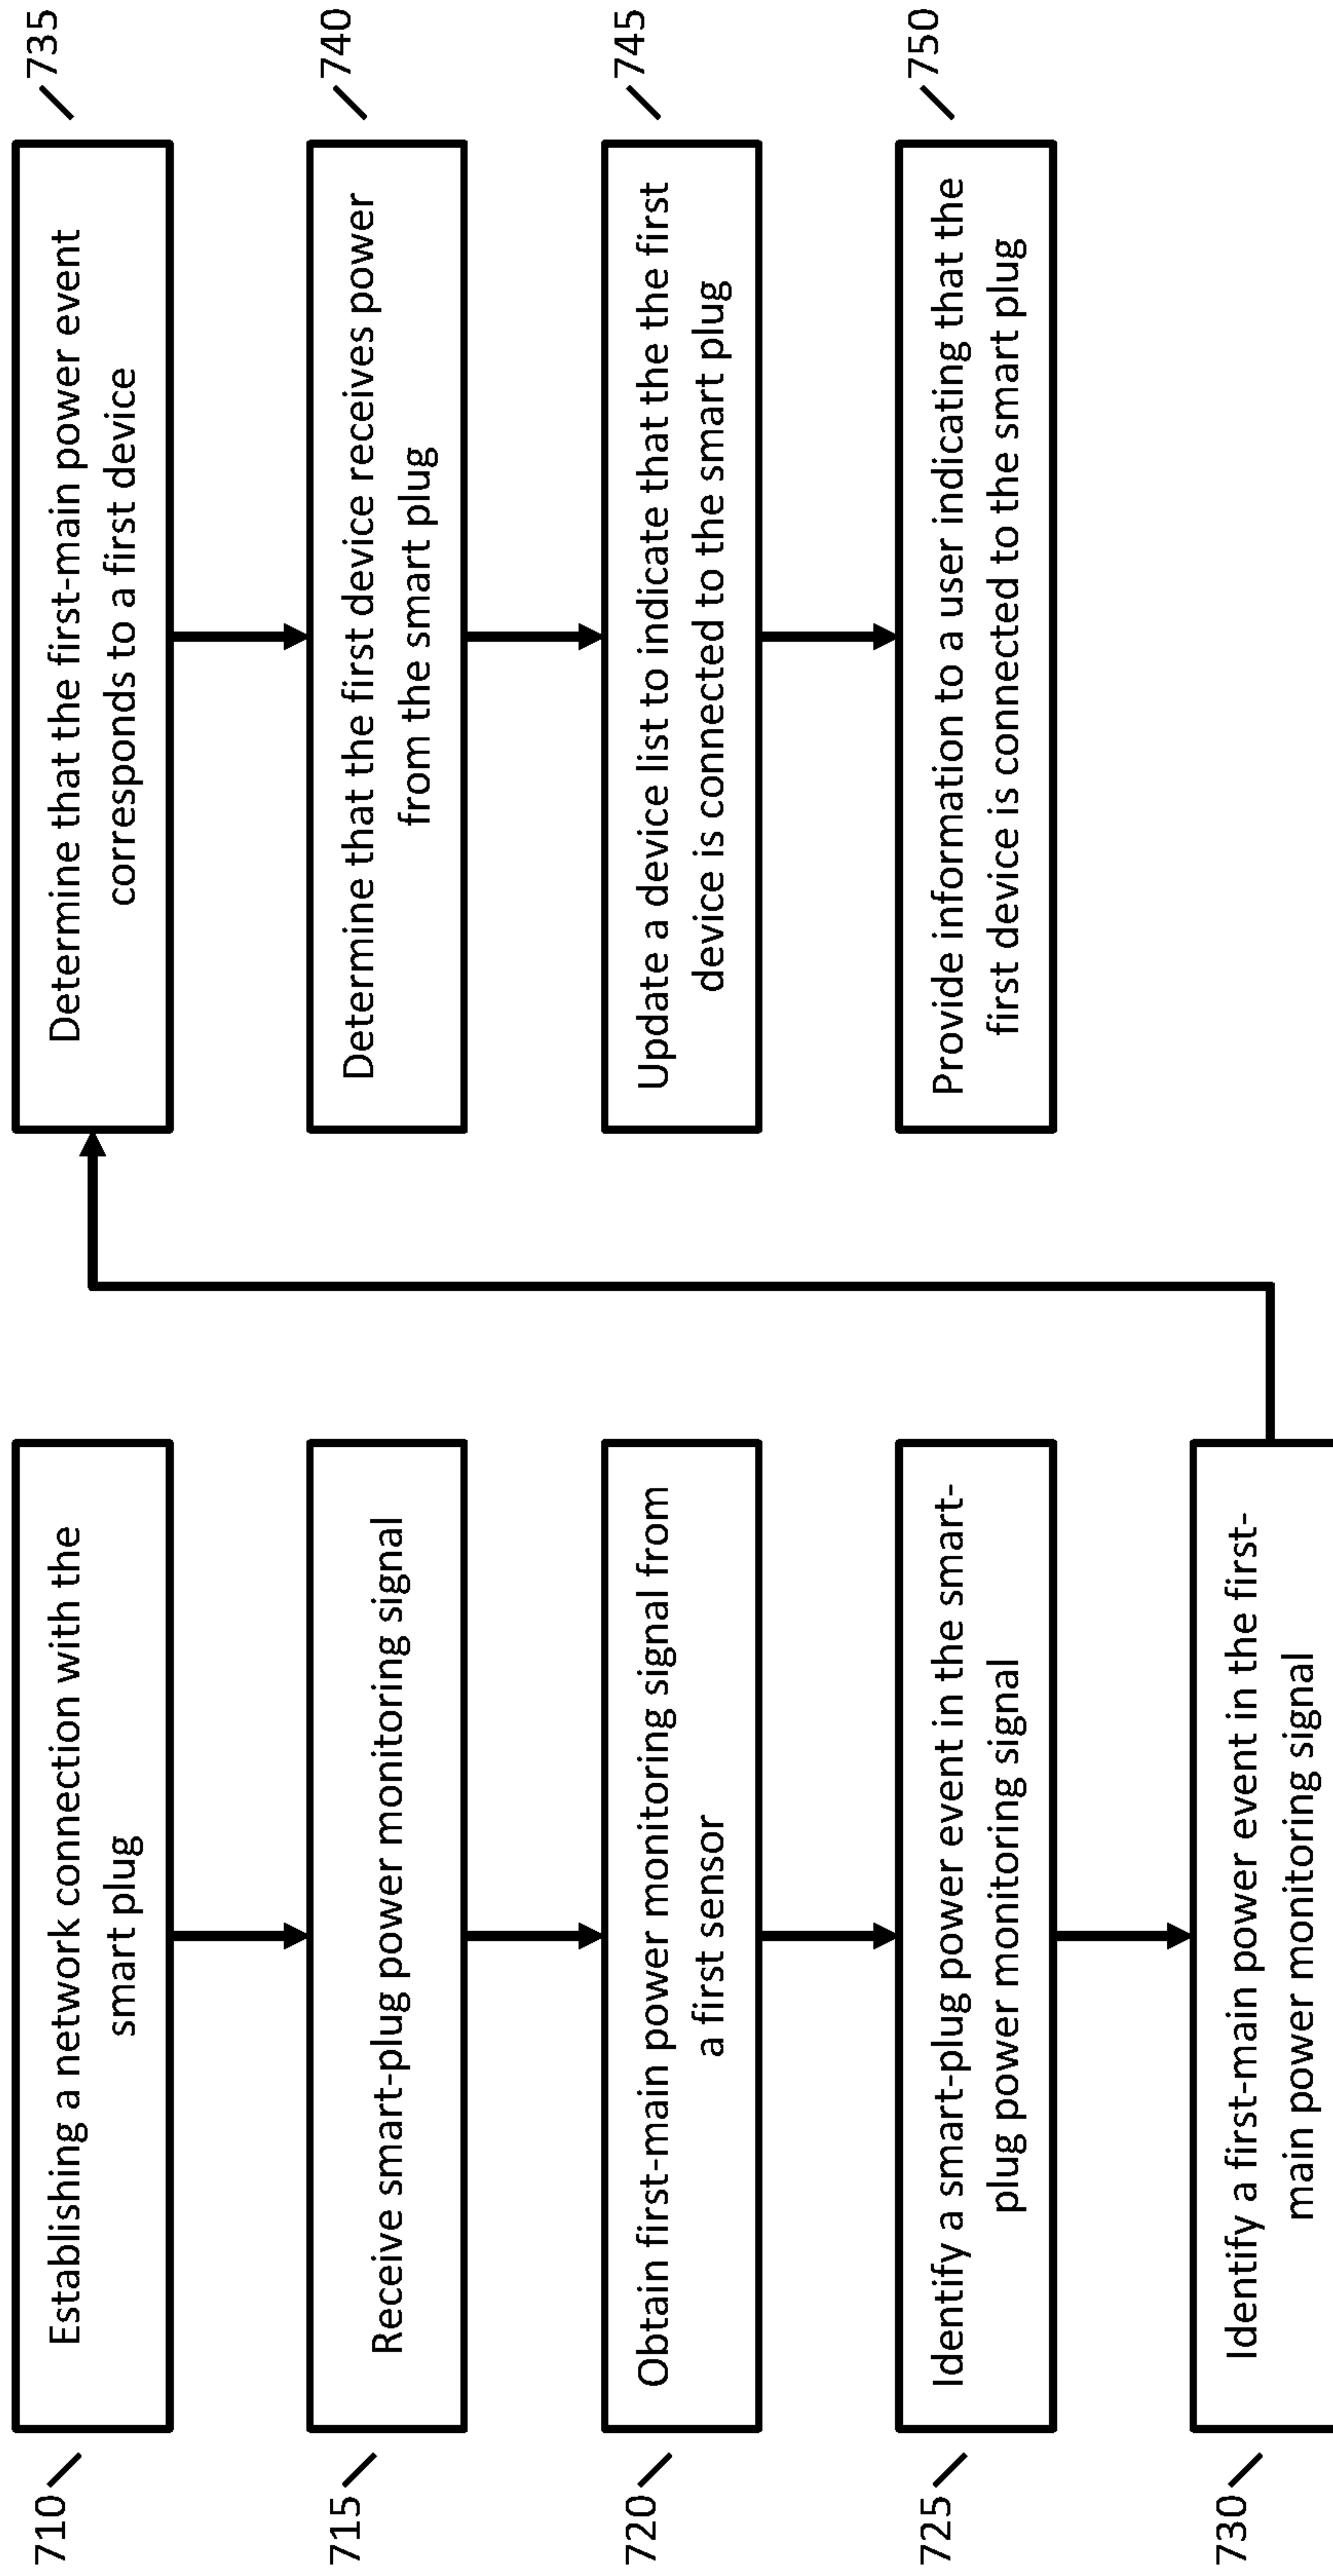 710
Establishing a network connection with the
smart plug
715
Receive smart-plug power monitoring signal
720
Obtain first-main power monitoring signal from
a first sensor
725
Identify a smart-plug power event in the smart-
plug power monitoring signal
730
Identify a first-main power event in the first-
main power monitoring signal
735
Determine that the first-main power event
corresponds to a first device
740
Determine that the first device receives power
from the smart plug
745
Update a device list to indicate that the the first
device is connected to the smart plug
750
Provide information to a user indicating that the
first device is connected to the smart plug